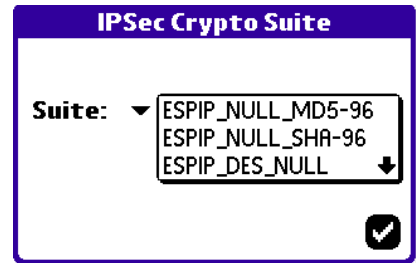 IPSec Crypto Suite
Suite: ESPIP_NULL_MD5-96
ESPIP_NULL_SHA-96
ESPIP_DES_NULL